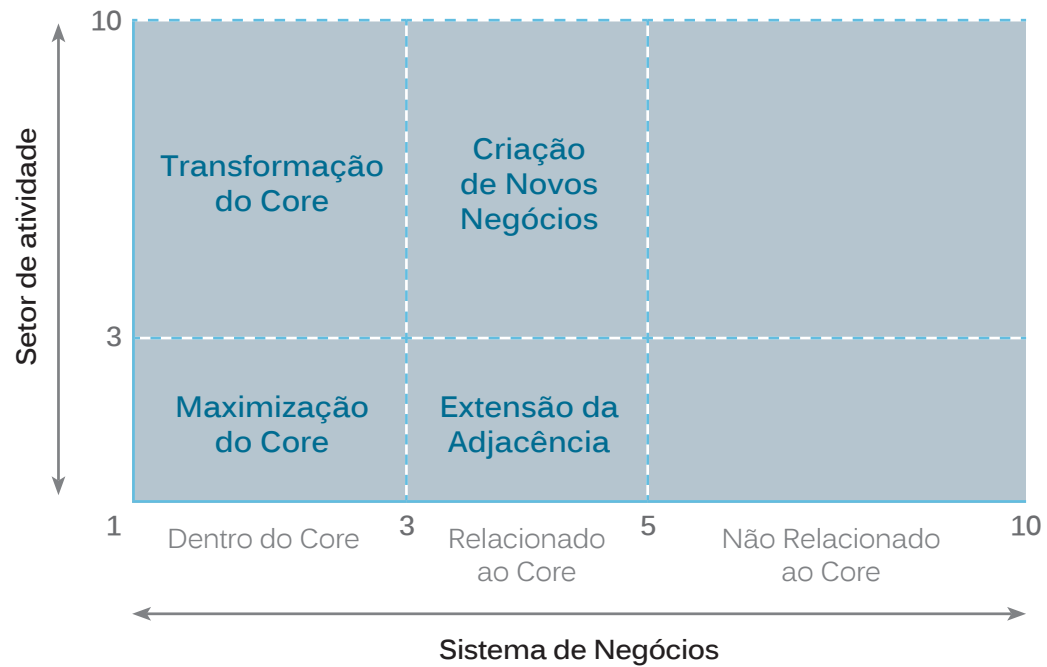 10
Setor de atividade
Transformação
do Core
Criação
de Novos
Negócios
3
Maximização
do Core
Extensão da
Adjacência
1
Dentro do Core
3
Relacionado
ao Core
5
Não Relacionado
ao Core
10
Sistema de Negócios